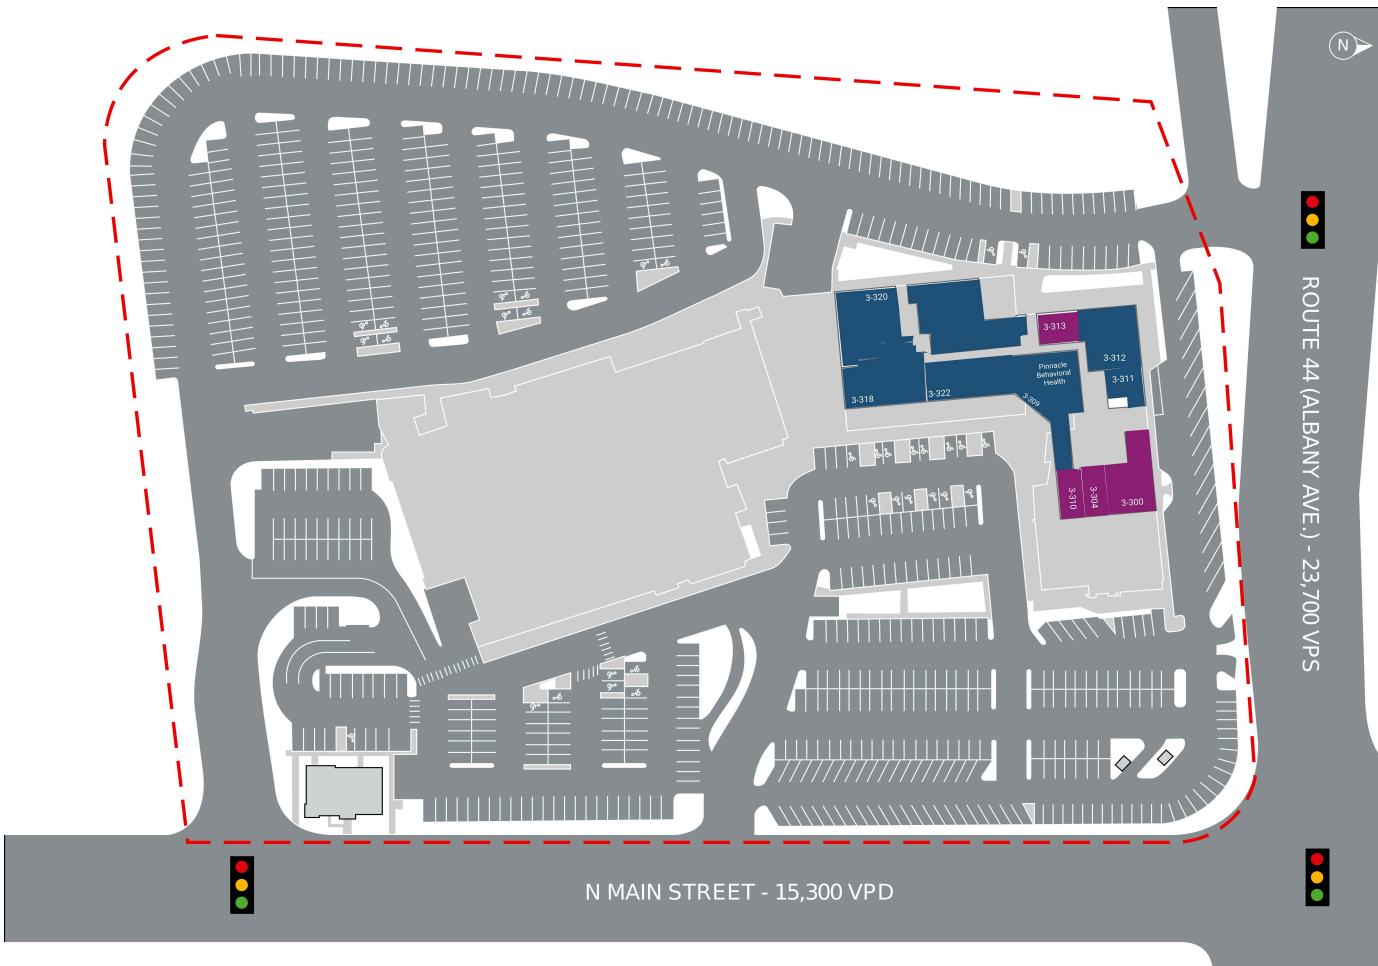 N
3-320
3-313
3-312
Pinnacle
Behavioral
Health
3-311
3-322
3-318
3-309
3-310
3-304
3-300
ROUTE 44 (ALBANY AVE.) - 23,700 VPS
N MAIN STREET - 15,300 VPD